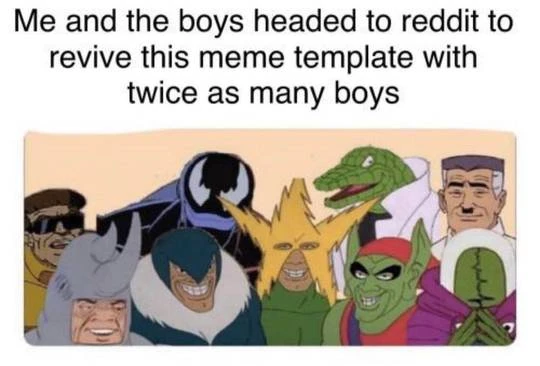 Me and the boys headed to reddit to
revive this meme template with
twice as many boys